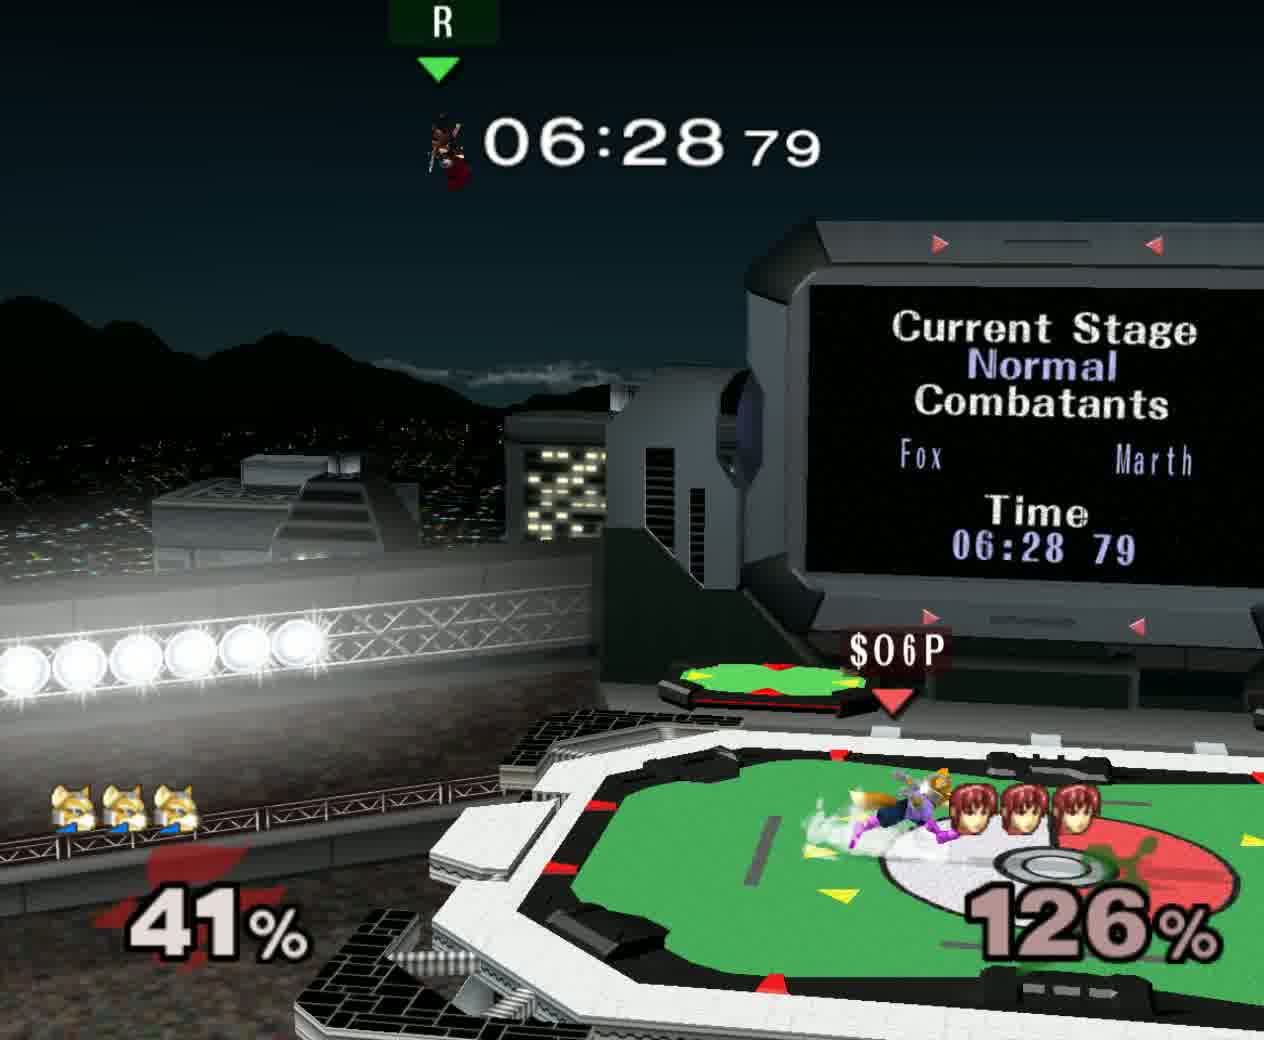 R
06:28 79
Current Stage
Normal
Combatants
Fox Marth
Time
06:28 79
$06P
41%
126%